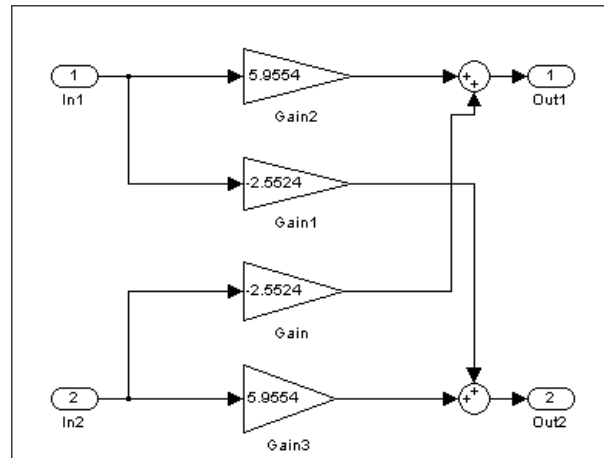 1
In1
5.9554
Gain2
+
+
1
Out1
-2.5524
Gain1
-2.5524
Gain
2
In2
5.9554
Gain3
+
+
2
Out2